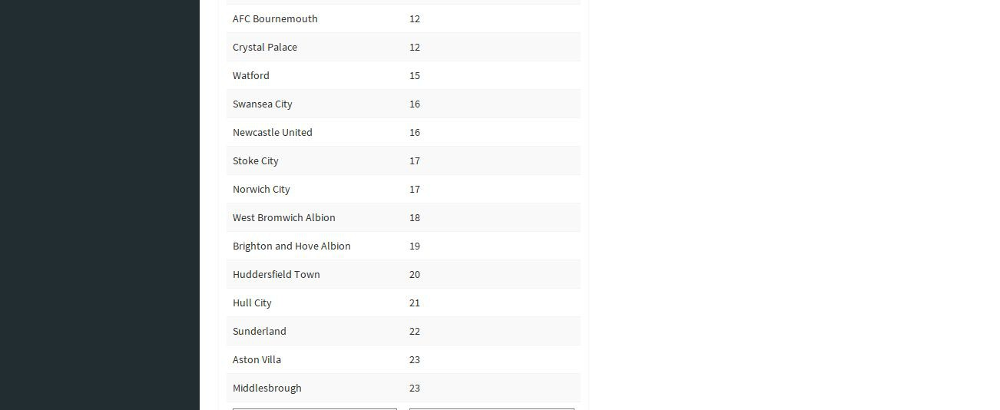 AFC Bournemouth 12
Crystal Palace 12
Watford 15
Swansea City 16
Newcastle United 16
Stoke City 17
Norwich City 17
West Bromwich Albion 18
Brighton and Hove Albion 19
Huddersfield Town 20
Hull City 21
Sunderland 22
Aston Villa 23
Middlesbrough 23